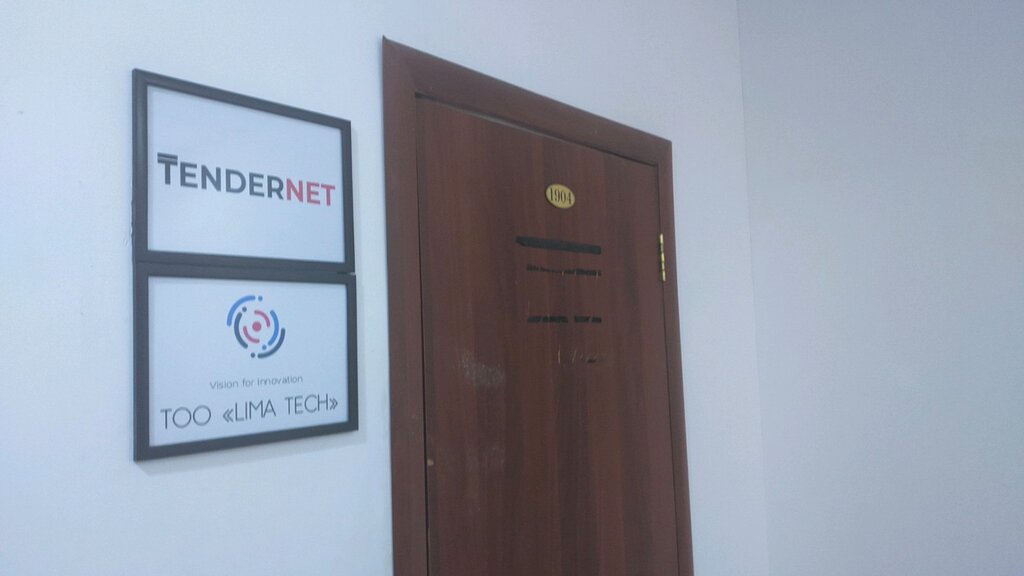 TENDERNET
Vision for Innovation
ТОО «LIMA TECH»
1904